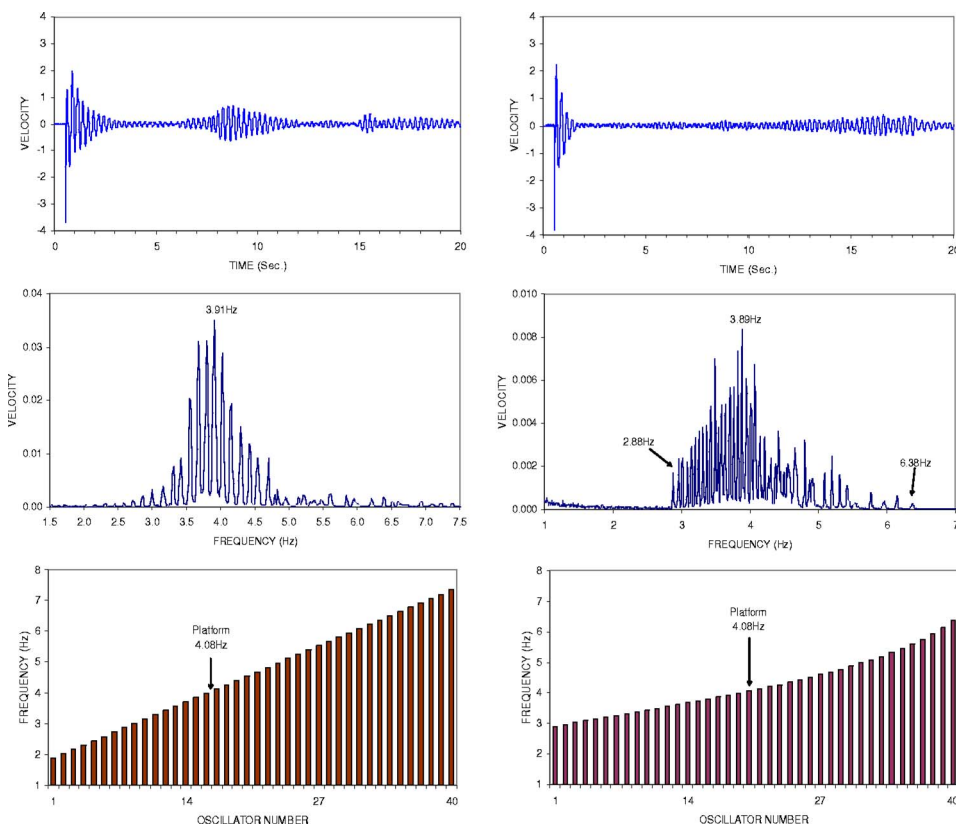 4
3
2
1
0
-1
-2
-3
-4
VELOCITY
0 5 10 15 20
TIME (Sec.)
4
3
2
1
0
-1
-2
-3
-4
VELOCITY
0 5 10 15 20
TIME (Sec.)
0.04
0.03
0.02
0.01
0.00
VELOCITY
3.91Hz
1.5 2.0 2.5 3.0 3.5 4.0 4.5 5.0 5.5 6.0 6.5 7.0 7.5
FREQUENCY (Hz)
0.010
0.008
0.006
0.004
0.002
0.000
VELOCITY
3.89Hz
2.88Hz
6.38Hz
1 2 3 4 5 6 7
FREQUENCY (Hz)
8
7
6
5
4
3
2
1
FREQUENCY (Hz)
Platform
4.08Hz
1 14 27 40
OSCILLATOR NUMBER
8
7
6
5
4
3
2
1
FREQUENCY (Hz)
Platform
4.08Hz
1 14 27 40
OSCILLATOR NUMBER